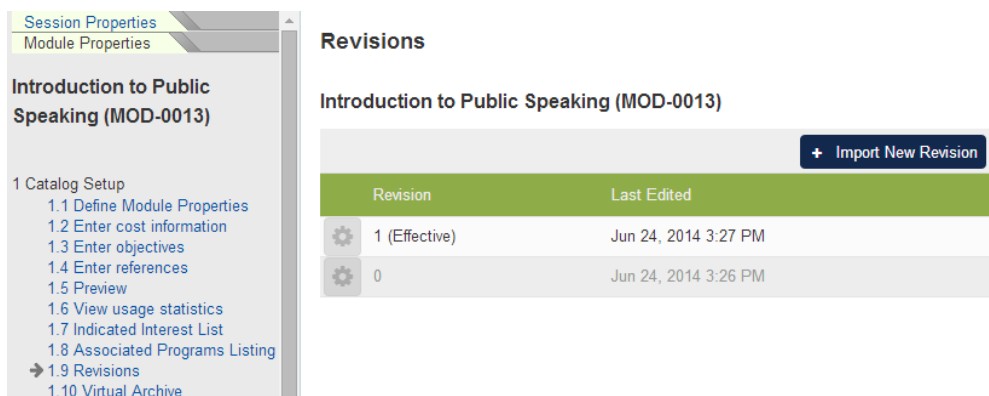 Session Properties
Module Properties
Introduction to Public
Speaking (MOD-0013)
1 Catalog Setup
1.1 Define Module Properties
1.2 Enter cost information
1.3 Enter objectives
1.4 Enter references
1.5 Preview
1.6 View usage statistics
1.7 Indicated Interest List
1.8 Associated Programs Listing
1.9 Revisions
1.10 Virtual Archive
Revisions
Introduction to Public Speaking (MOD-0013)
+ Import New Revision
Revision Last Edited
1 (Effective) Jun 24, 2014 3:27 PM
0 Jun 24, 2014 3:26 PM